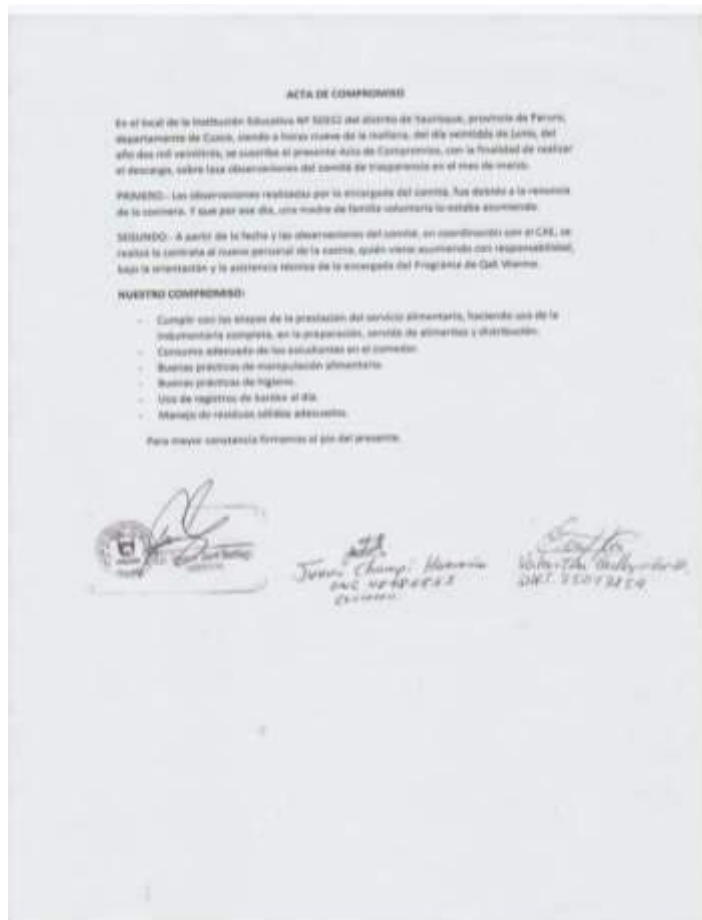 ACTA DE COMPROMISO
En el local de la Institución Educativa Nº 50932 del distrito de Yaurisque, provincia de Paruro,
departamento de Cusco, siendo a horas nueve de la mañana, del día veintidós de junio, del
año dos mil veintitrés, se suscribe el presente Acta de Compromiso, con la finalidad de realizar
el descargo, sobre lasa observaciones del comité de trasparencia en el mes de marzo.
PRIMERO.- Las observaciones realizadas por la encargada del comité, fue debido a la renuncia
de la cocinera. Y que por ese día, una madre de familia voluntaria lo estaba asumiendo.
SEGUNDO.- A partir de la fecha y las observaciones del comité, en coordinación con el CAE, se
realizó la contrata al nuevo personal de la cocina, quién viene asumiendo con responsabilidad,
bajo la orientación y la asistencia técnica de la encargada del Programa de Qali Warma.
NUESTRO COMPROMISO:
- Cumplir con las etapas de la prestación del servicio alimentario, haciendo uso de la
indumentaria completa, en la preparación, servido de alimentos y distribución.
- Consumo adecuado de los estudiantes en el comedor.
- Buenas prácticas de manipulación alimentaria.
- Buenas prácticas de higiene.
- Uso de registros de kardex al día.
- Manejo de residuos sólidos adecuados.
Para mayor constancia firmamos al pie del presente.
Champi
DNI